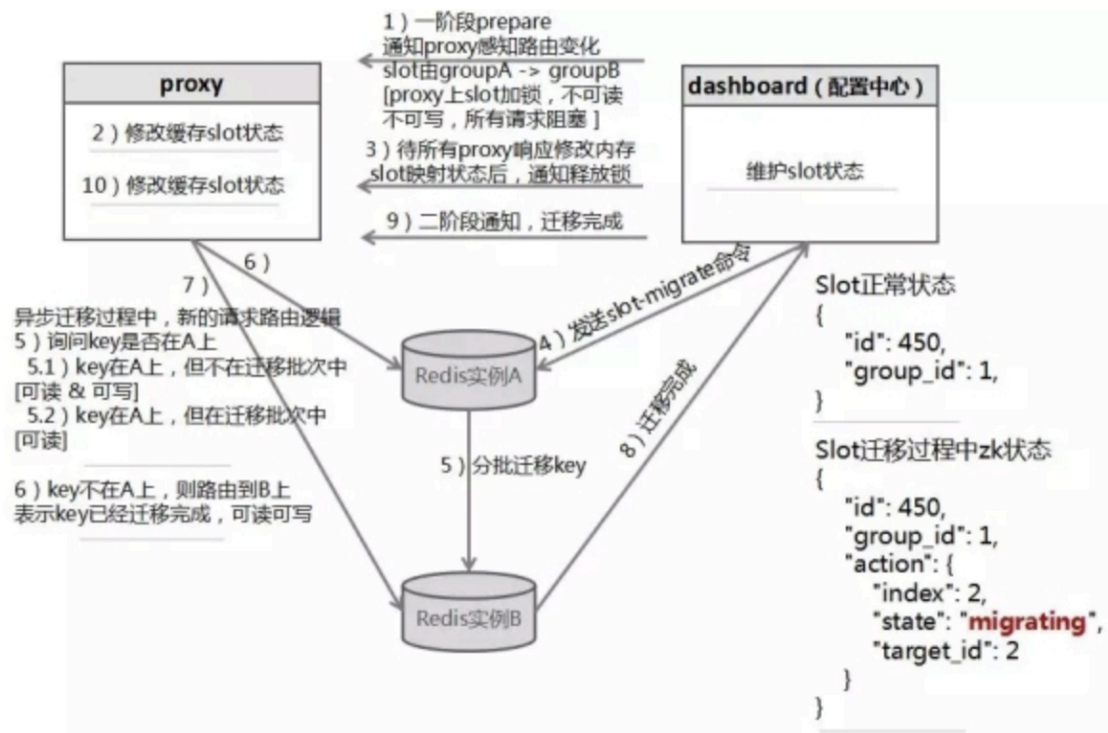 1）一阶段prepare
通知proxy感知路由变化
slot由groupA -> groupB
[proxy上slot加锁，不可读
不可写，所有请求阻塞 ]
proxy
2）修改缓存slot状态
10）修改缓存slot状态
3）待所有proxy响应修改内存
slot映射状态后，通知释放锁
9）二阶段通知，迁移完成
dashboard（配置中心）
维护slot状态
6）
7）
4）发送slot-migrate命令
异步迁移过程中，新的请求路由逻辑
5）询问key是否在A上
5.1）key在A上，但不在迁移批次中
[可读 & 可写]
5.2）key在A上，但在迁移批次中
[可读]
6）key不在A上，则路由到B上
表示key已经迁移完成，可读可写
Redis实例A
5）分批迁移key
8）迁移完成
Redis实例B
Slot正常状态
{
"id": 450,
"group_id": 1,
}
Slot迁移过程中zk状态
{
"id": 450,
"group_id": 1,
"action": {
"index": 2,
"state": "migrating",
"target_id": 2
}
}